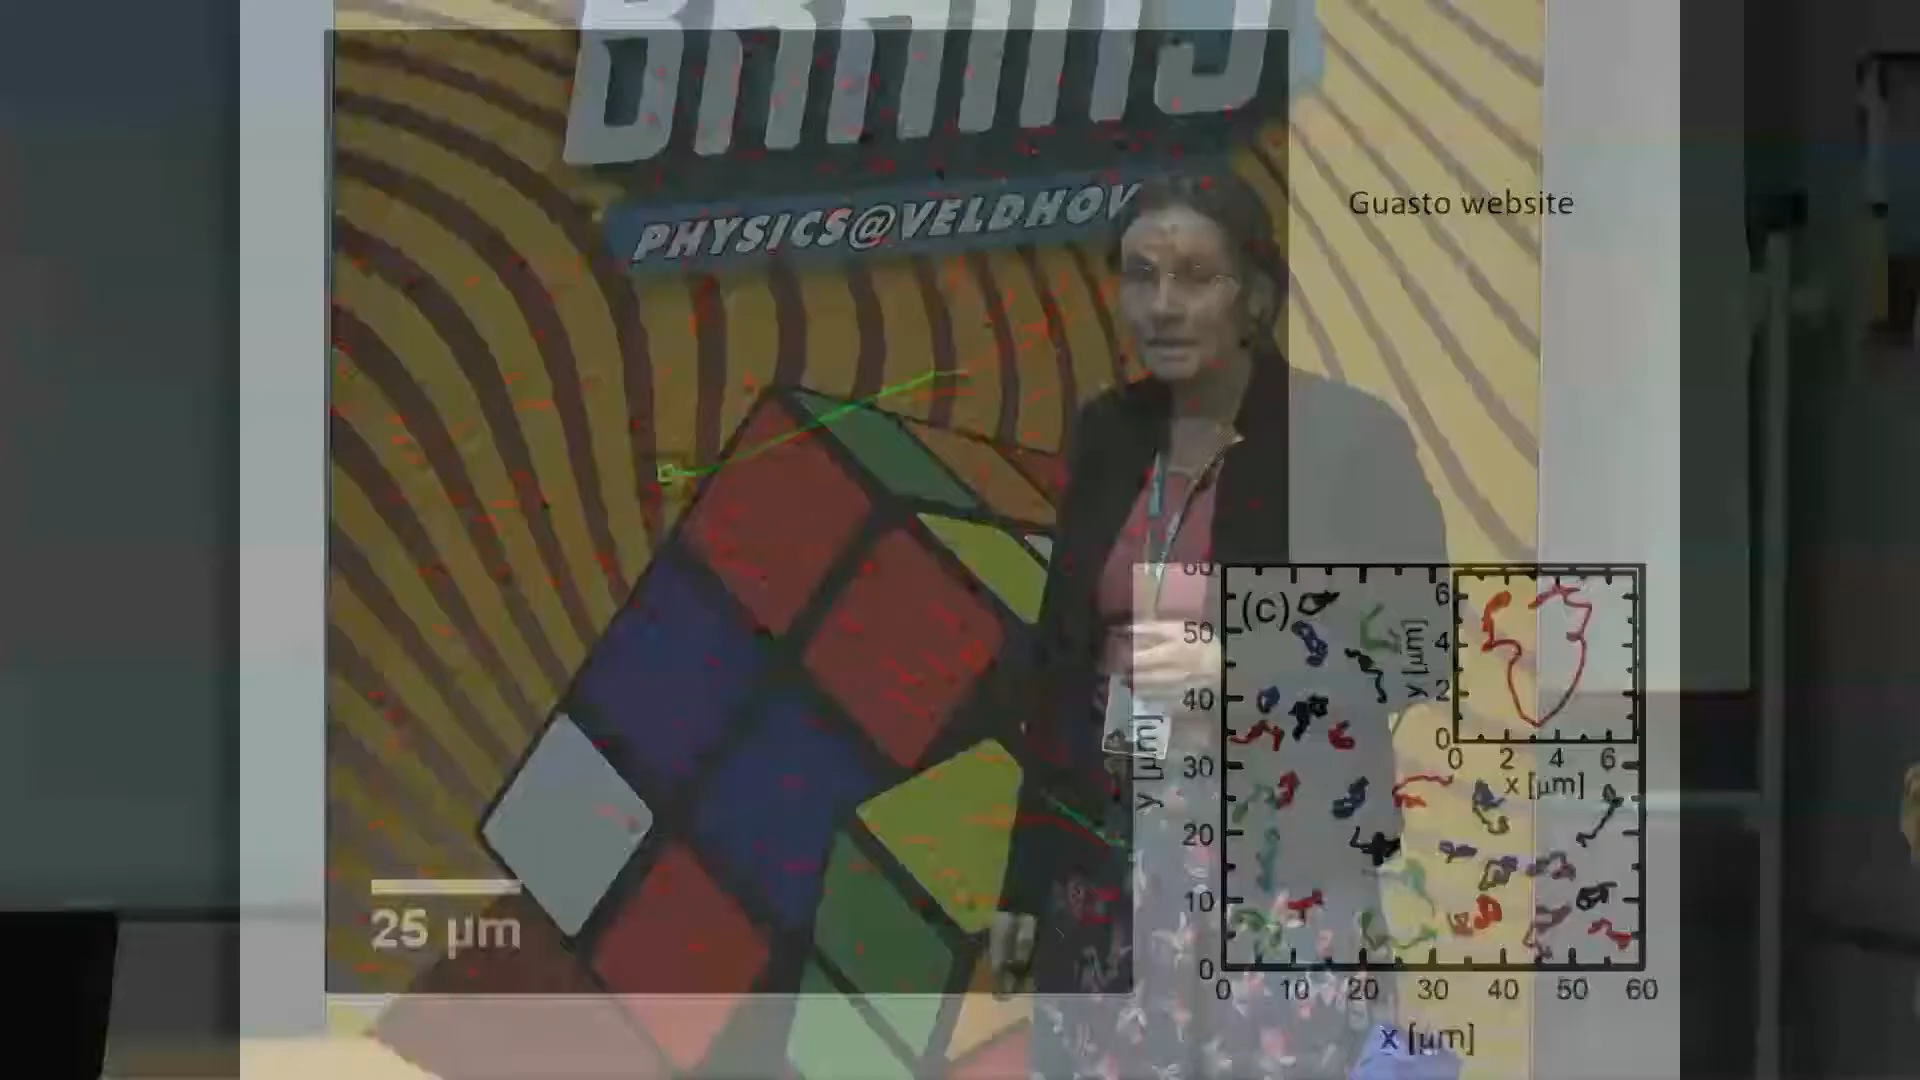 BRAINS
PHYSICS@VELDHOV
Guasto website
25 µm
(c)
y [µm]
60
50
40
30
20
10
0
0 10 20 30 40 50 60
x [µm]
y [µm]
6
4
2
0
0 2 4 6
x [µm]